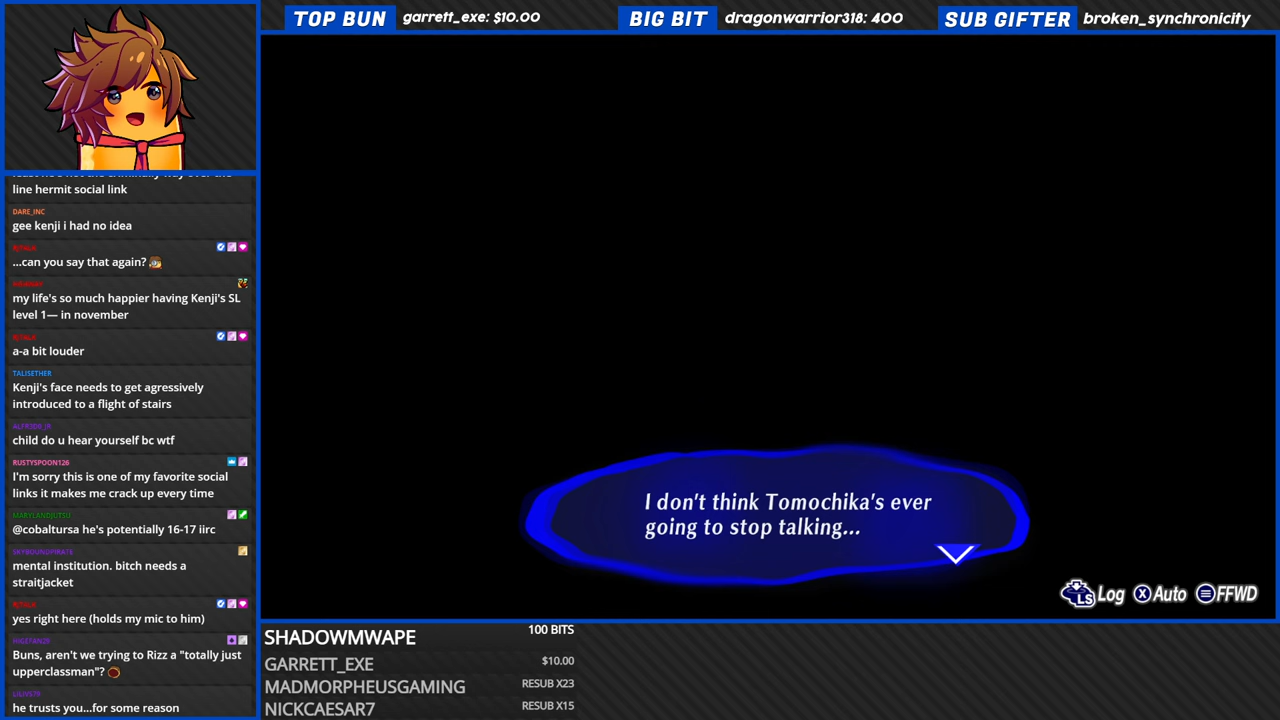 TOP BUN garrett_exe: $10.00 BIG BIT dragonwarrior318: 400 SUB GIFTER broken_synchronicity
line hermit social link
DARE_INC
gee kenji i had no idea
...can you say that again?
my life's so much happier having Kenji's SL
level 1— in november
a-a bit louder
TALISETHER
Kenji's face needs to get agressively
introduced to a flight of stairs
ALFR3D0_JR
child do u hear yourself bc wtf
RUSTYSPOON126
I'm sorry this is one of my favorite social
links it makes me crack up every time
MARYLANDJUTSU
@cobaltursa he's potentially 16-17 iirc
SKYBOUNDPIRATE
mental institution. bitch needs a
straitjacket
yes right here (holds my mic to him)
HIGEFAN29
Buns, aren't we trying to Rizz a "totally just
upperclassman"?
he trusts you...for some reason
I don't think Tomochika's ever
going to stop talking...
LS Log X Auto FFWD
SHADOWMWAPE 100 BITS
GARRETT_EXE $10.00
MADMORPHEUSGAMING RESUB X23
NICKCAESAR7 RESUB X15